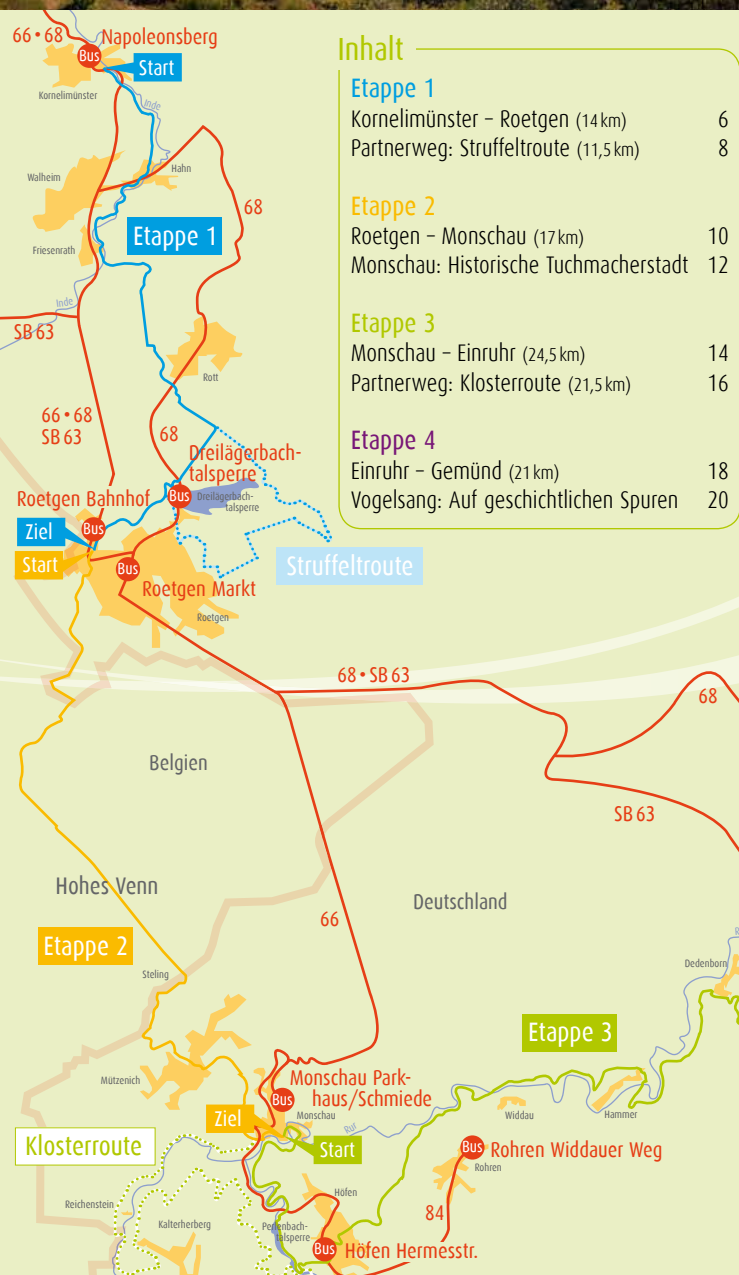 66 • 68
Napoleonsberg
Bus
Start
Kornelimünster
Inde
Walheim
Hahn
68
Friesenrath
Etappe 1
Inde
SB 63
Rott
66 • 68
SB 63
68
Dreilägerbach-
talsperre
Roetgen Bahnhof
Bus
Dreilägerbach-
talsperre
Ziel
Bus
Start
Bus
Struffeltroute
Roetgen Markt
Roetgen
Inhalt
Etappe 1
Kornelimünster – Roetgen (14 km) 6
Partnerweg: Struffeltroute (11,5 km) 8
Etappe 2
Roetgen – Monschau (17 km) 10
Monschau: Historische Tuchmacherstadt 12
Etappe 3
Monschau – Einruhr (24,5 km) 14
Partnerweg: Klosterroute (21,5 km) 16
Etappe 4
Einruhr – Gemünd (21 km) 18
Vogelsang: Auf geschichtlichen Spuren 20
68 • SB 63
68
Belgien
SB 63
Hohes Venn
Deutschland
66
Etappe 2
Steling
Dedenborn
Etappe 3
Mützenich
Monschau Park-
haus/Schmiede
Bus
Monschau
Rur
Widdau
Hammer
Ziel
Start
Klosterroute
Bus
Rohren Widdauer Weg
Rohren
Reichenstein
Höfen
Kalterherberg
Perlenbach-
talsperre
84
Bus
Höfen Hermesstr.